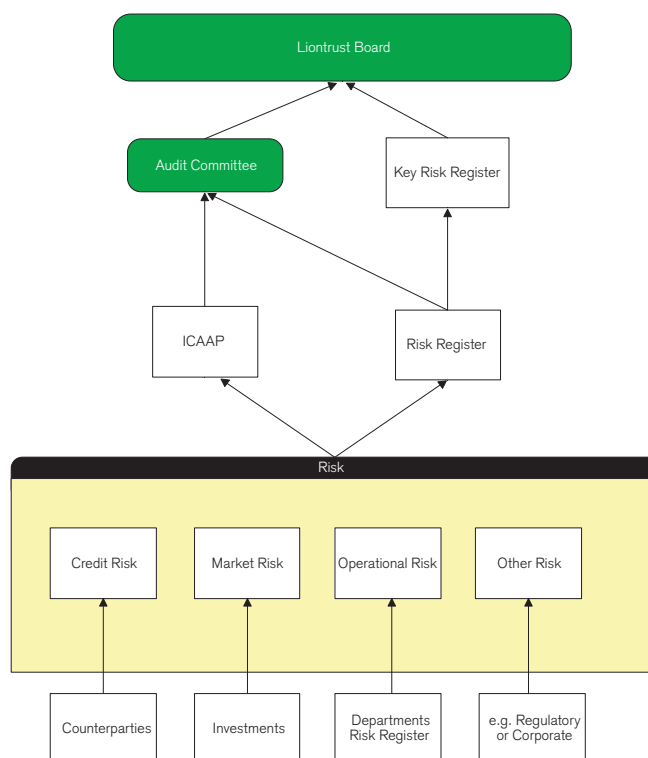 Liontrust Board
Audit Committee
Key Risk Register
ICAAP
Risk Register
Risk
Credit Risk
Market Risk
Operational Risk
Other Risk
Counterparties
Investments
Departments
Risk Register
e.g. Regulatory
or Corporate